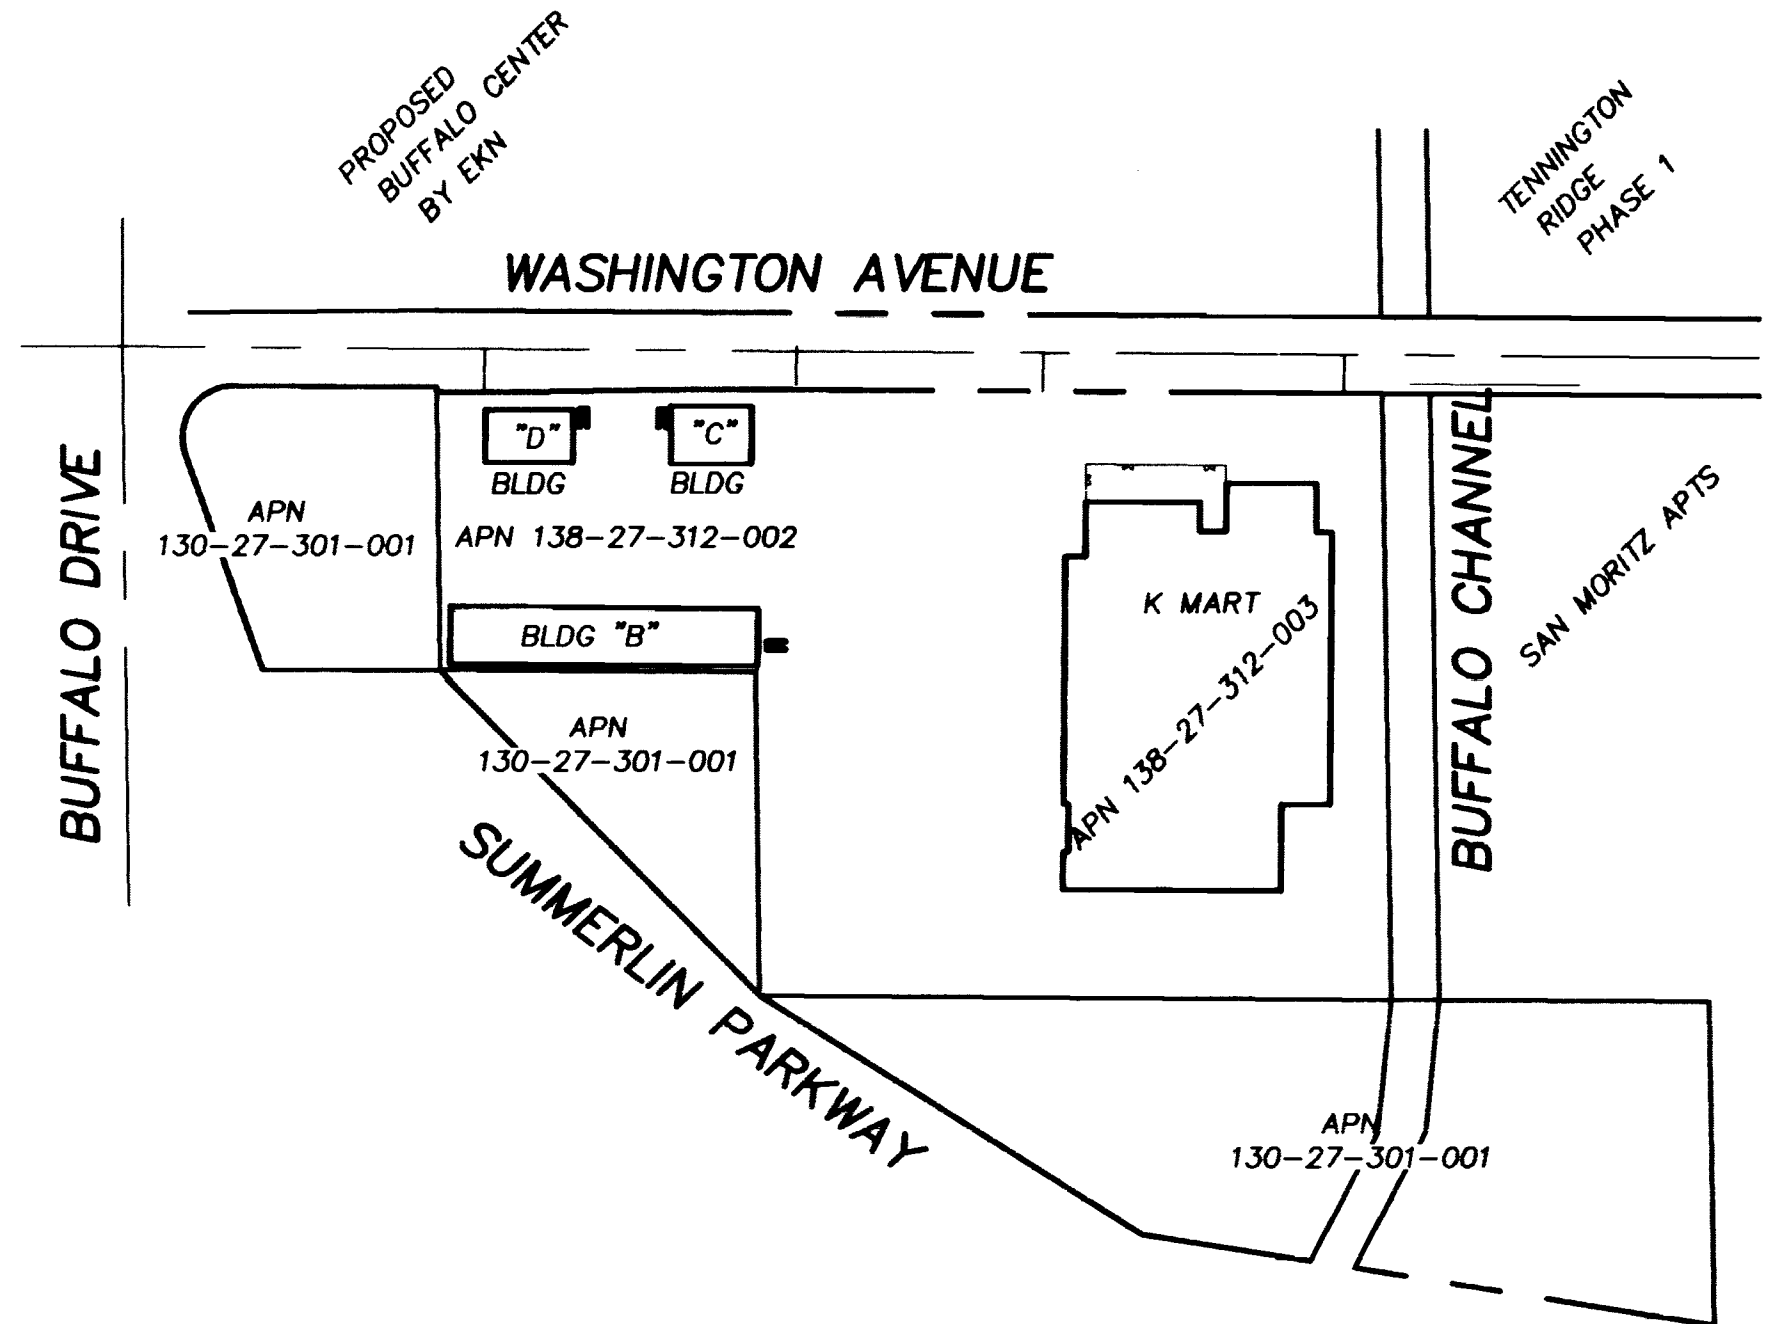 PROPOSED
BUFFALO CENTER
BY EKN
TENNINGTON
RIDGE
PHASE 1
WASHINGTON AVENUE
BUFFALO DRIVE
"D"
BLDG
"C"
BLDG
APN
130-27-301-001
APN 138-27-312-002
BLDG "B"
K MART
APN 138-27-312-003
BUFFALO CHANNEL
SAN MORITZ APTS
APN
130-27-301-001
SUMMERLIN PARKWAY
APN
130-27-301-001